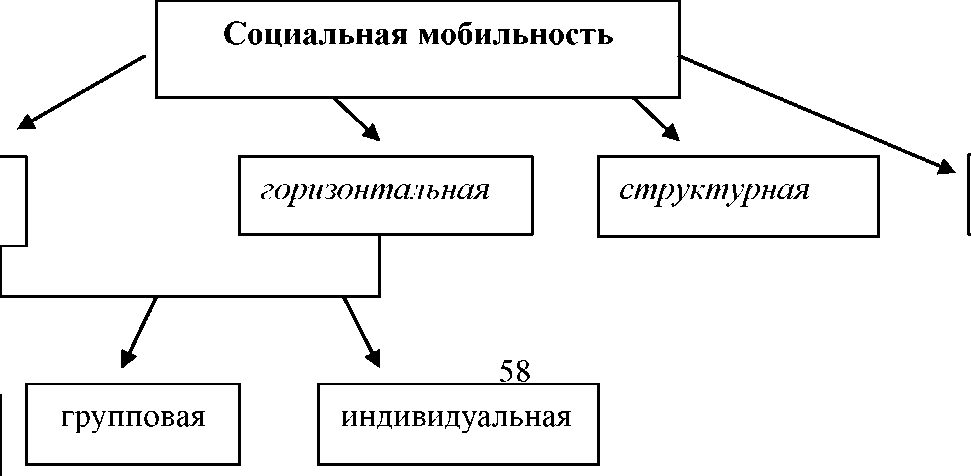 Социальная мобильность
горизонтальная
структурная
58
групповая
индивидуальная